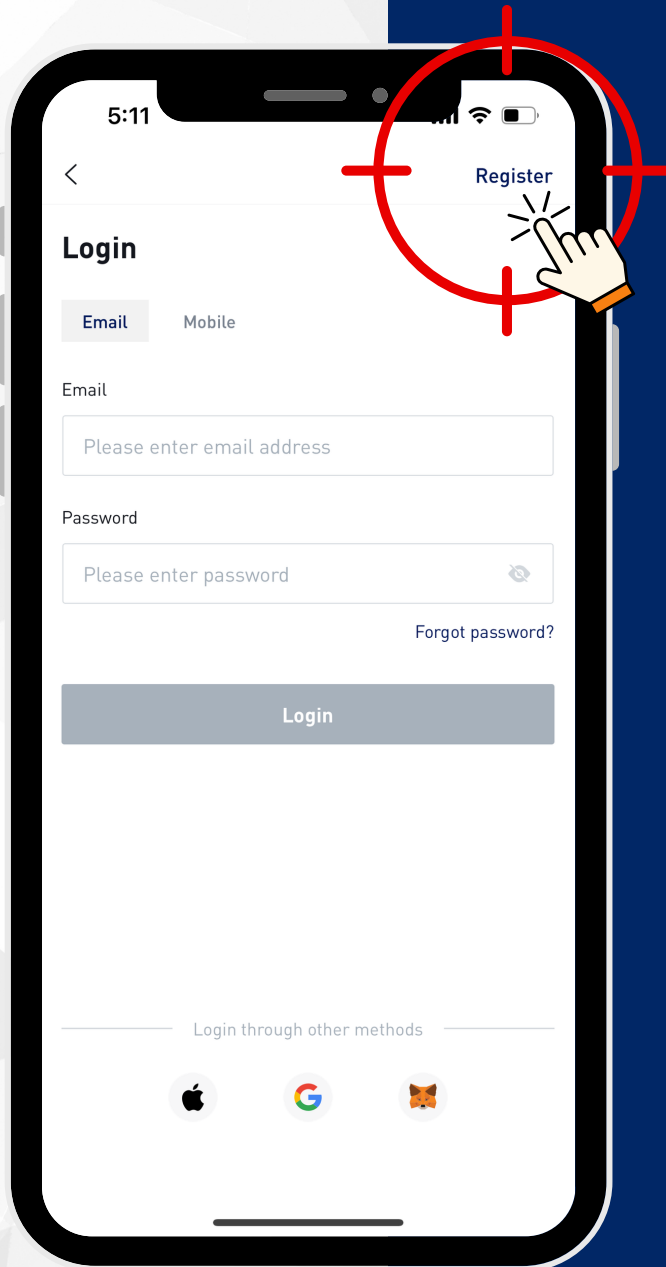 5:11
Register
Login
Email
Mobile
Email
Please enter email address
Password
Please enter password
Forgot password?
Login
Login through other methods